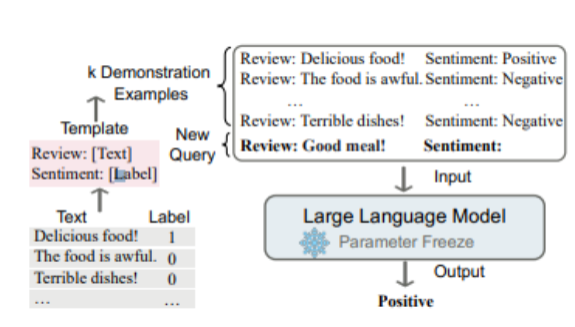 k Demonstration
Examples
Review: Delicious food! Sentiment: Positive
Review: The food is awful. Sentiment: Negative
... ...
Review: Terrible dishes! Sentiment: Negative
New
Query
Review: Good meal! Sentiment:
Template
Review: [Text]
Sentiment: [Label]
Text Label
Delicious food! 1
The food is awful. 0
Terrible dishes! 0
... ...
Input
Large Language Model
Parameter Freeze
Output
Positive